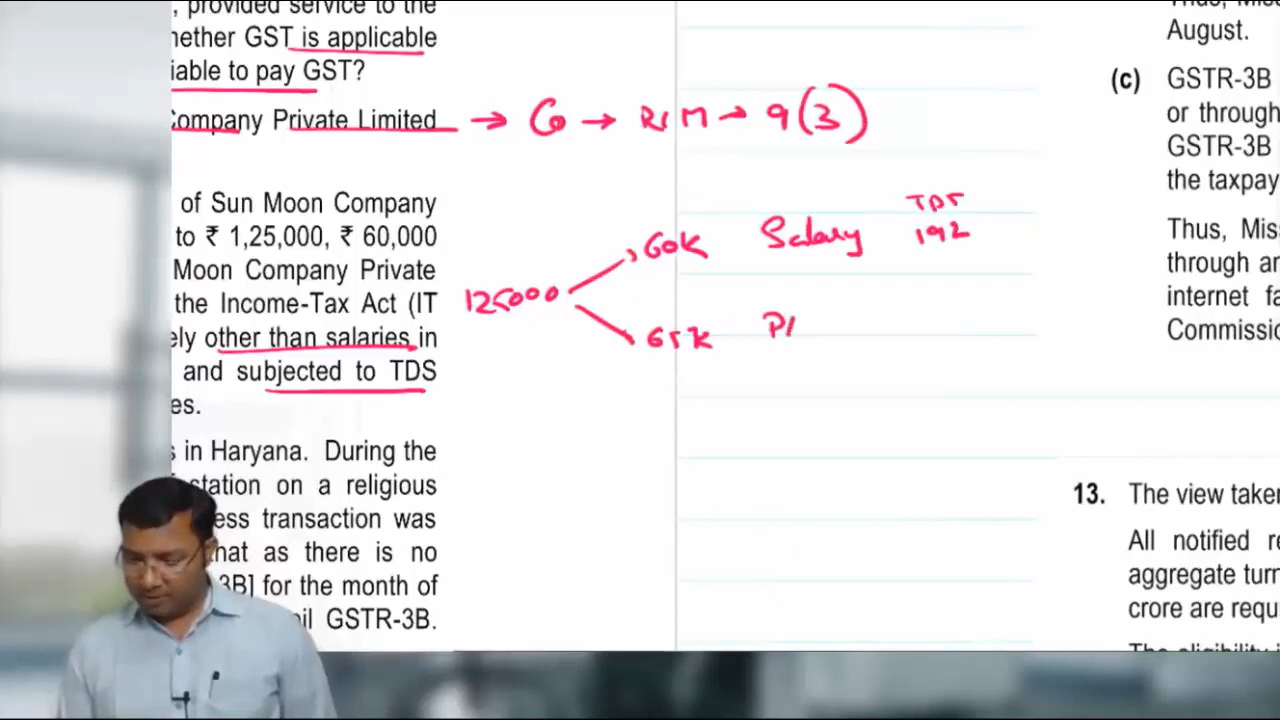 , provided service to the
hether GST is applicable
iable to pay GST?
Company Private Limited → Co → RCM → 9(3)
of Sun Moon Company
to ₹ 1,25,000, ₹ 60,000
Moon Company Private
the Income-Tax Act (IT
ely other than salaries in
and subjected to TDS
es.
125000
60K Salary TDS 192
65K P
s in Haryana. During the
station on a religious
ess transaction was
hat as there is no
3B] for the month of
nil GSTR-3B.
August.
(c) GSTR-3B
or through
GSTR-3B
the taxpay
Thus, Mis
through an
internet fa
Commissio
13. The view taken
All notified re
aggregate turn
crore are requ
The eligibility i